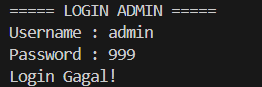 ===== LOGIN ADMIN =====
Username : admin
Password : 999
Login Gagal!